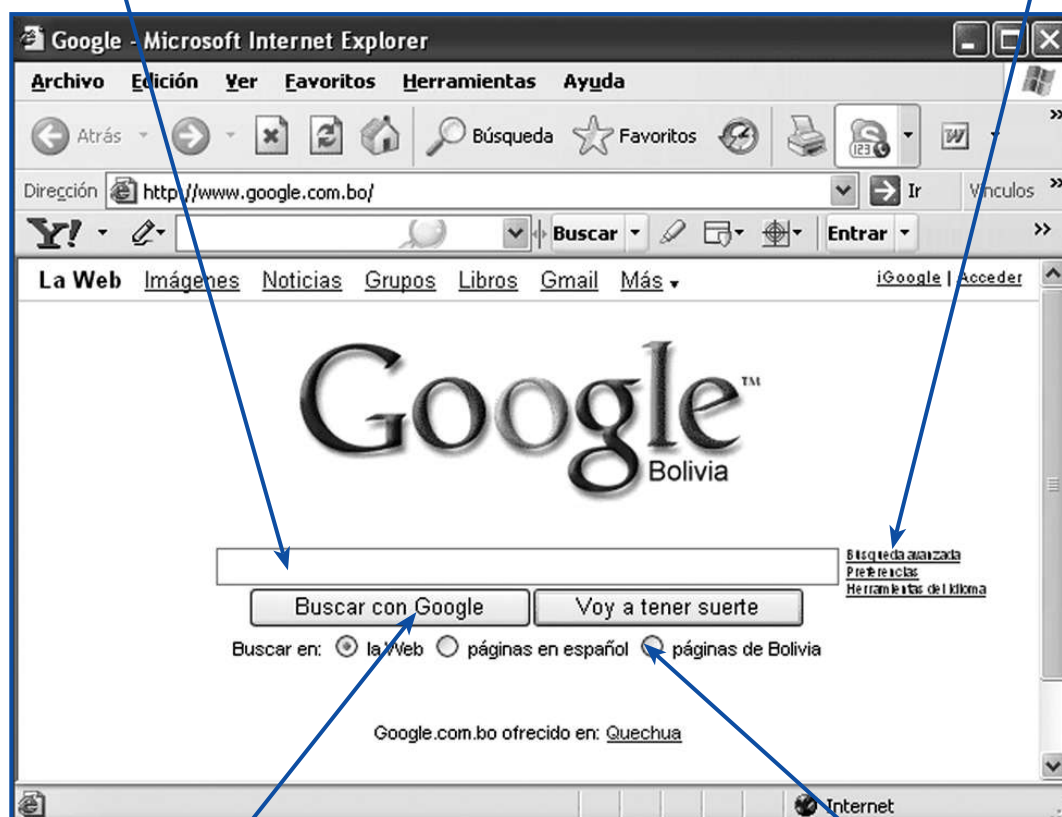 Google - Microsoft Internet Explorer
Archivo Edición Ver Favoritos Herramientas Ayuda
Atrás Búsqueda Favoritos 123 W »
Dirección http://www.google.com.bo/ Ir Vínculos »
Y! Buscar Entrar »
La Web Imágenes Noticias Grupos Libros Gmail Más iGoogle | Acceder
Google™
Bolivia
Búsqueda avanzada
Preferencias
Herramientas del idioma
Buscar con Google Voy a tener suerte
Buscar en: la Web páginas en español páginas de Bolivia
Google.com.bo ofrecido en: Quechua
Internet